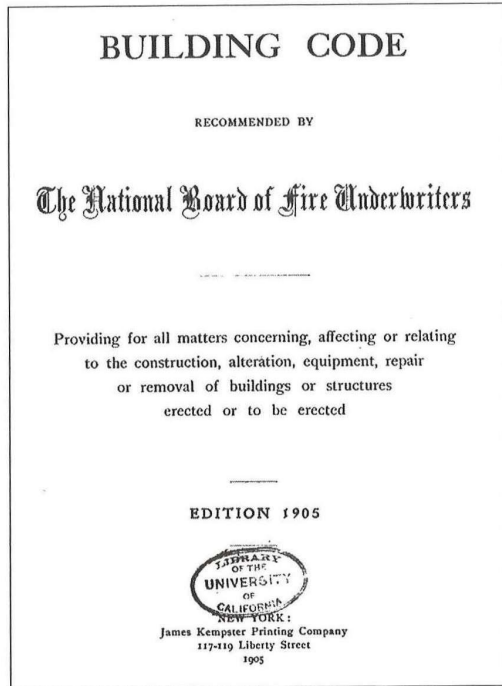 BUILDING CODE
RECOMMENDED BY
The National Board of Fire Underwriters
Providing for all matters concerning, affecting or relating
to the construction, alteration, equipment, repair
or removal of buildings or structures
erected or to be erected
EDITION 1905
LIBRARY
OF THE
UNIVERSITY
OF
CALIFORNIA
NEW YORK:
James Kempster Printing Company
117-119 Liberty Street
1905